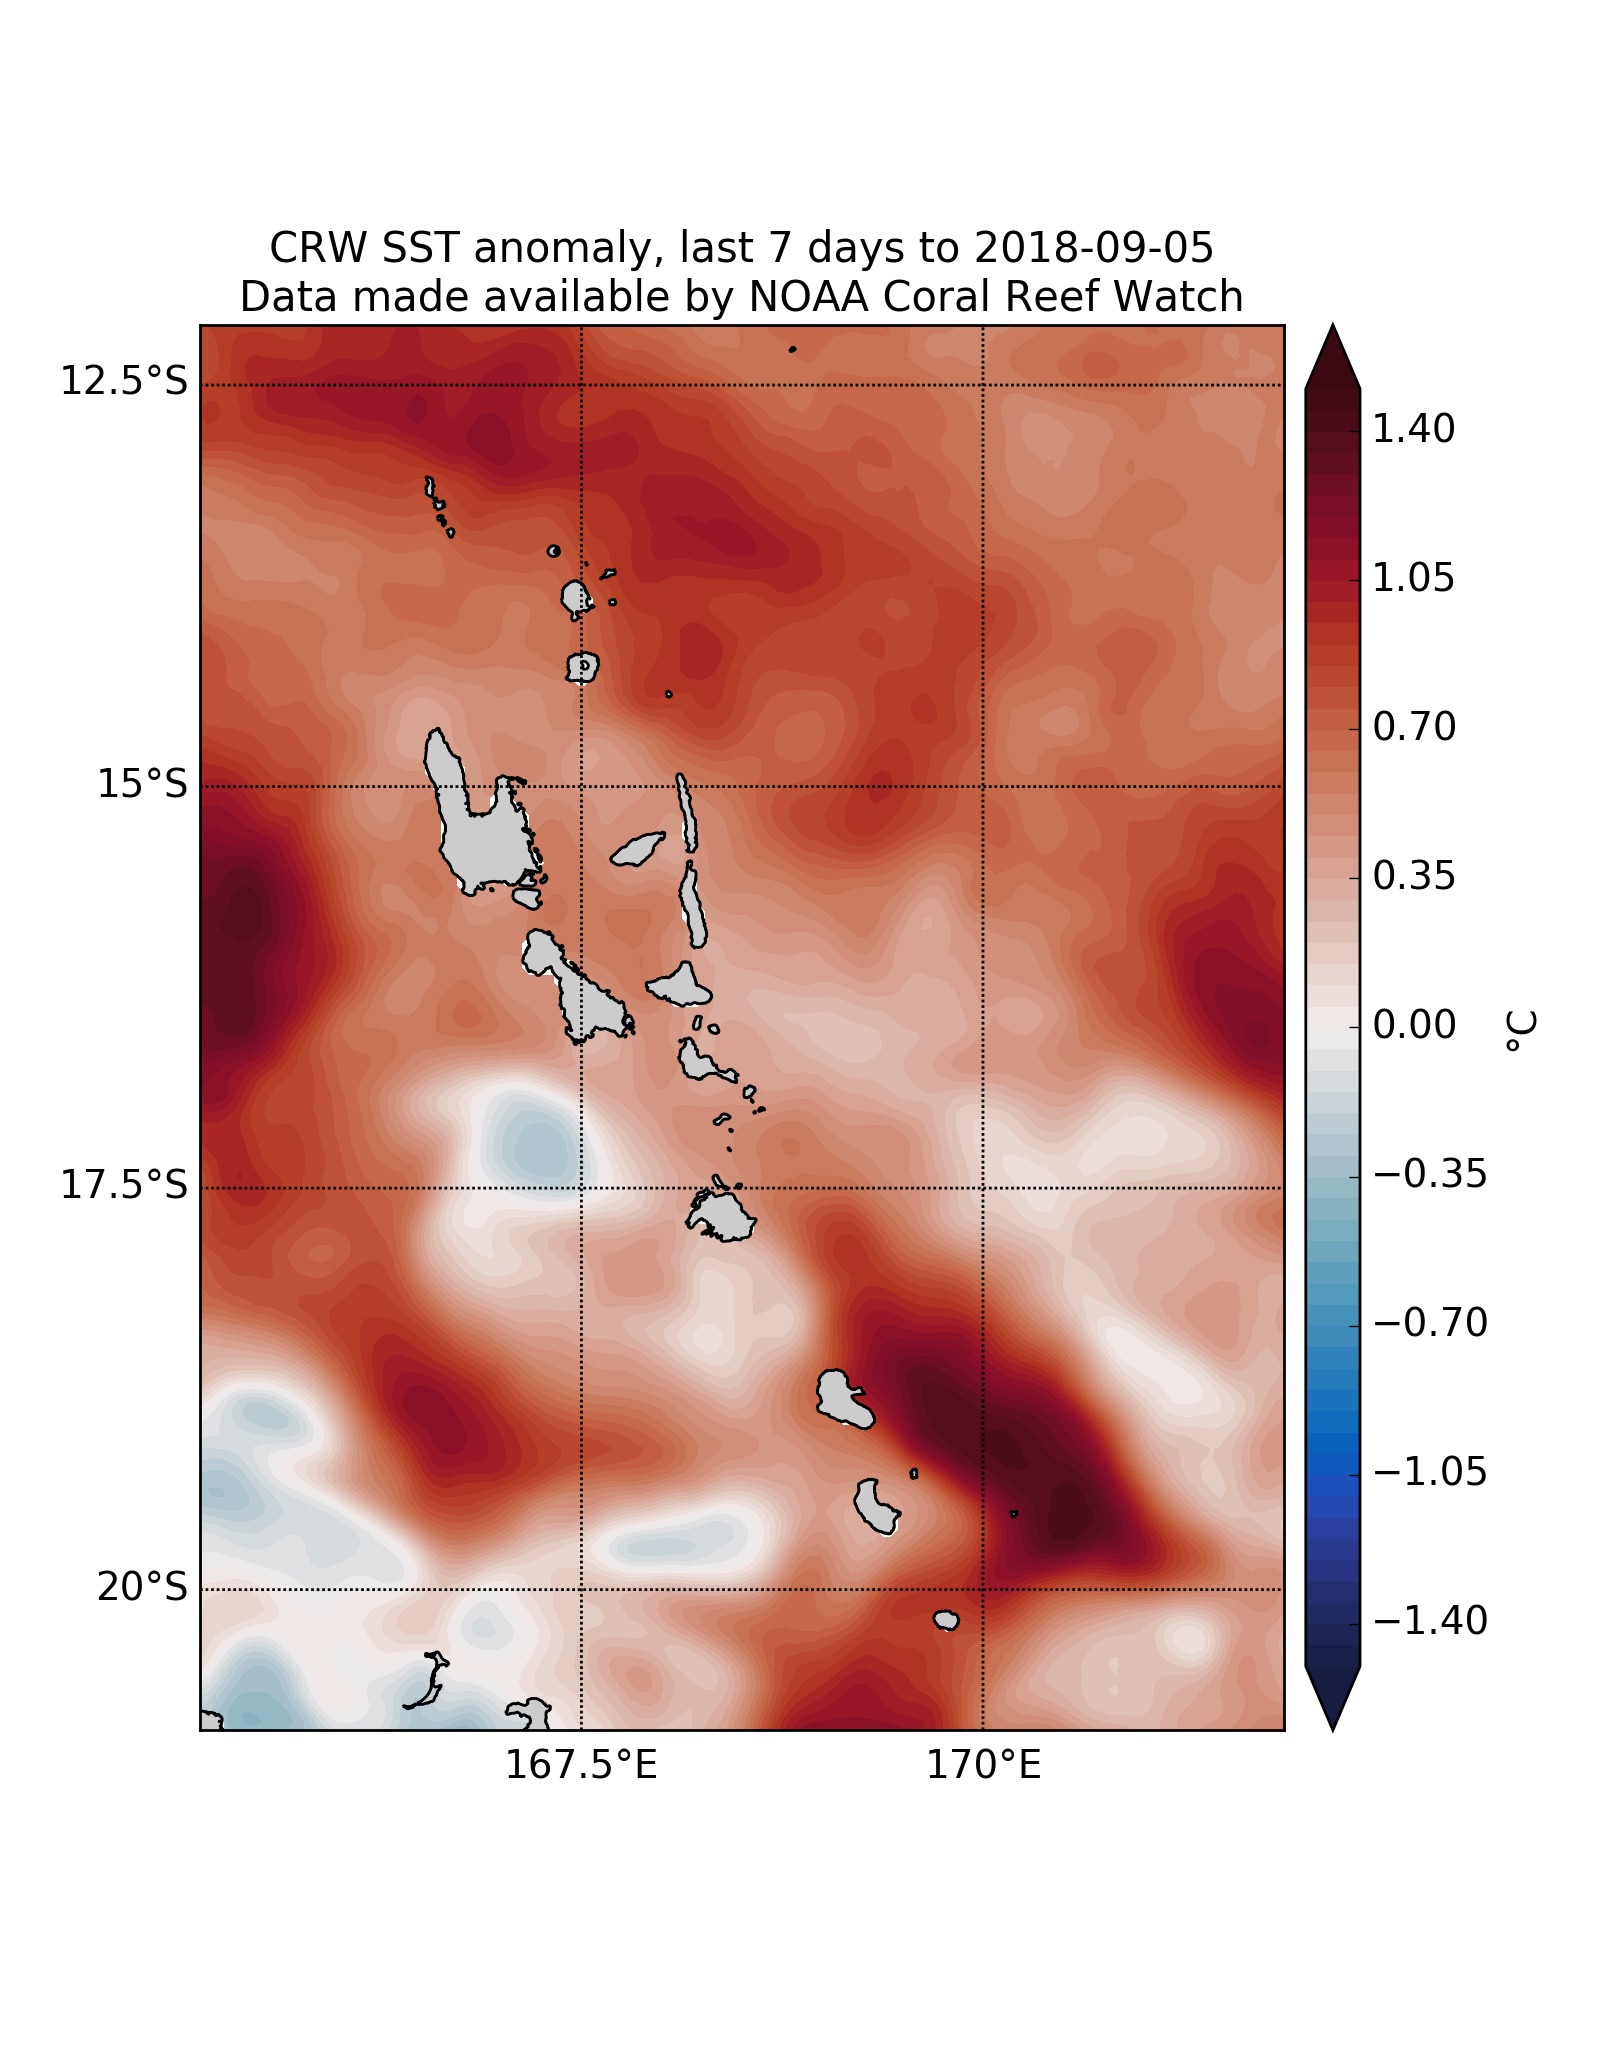 CRW SST anomaly, last 7 days to 2018-09-05
Data made available by NOAA Coral Reef Watch
12.5°S
15°S
17.5°S
20°S
167.5°E
170°E
1.40
1.05
0.70
0.35
0.00
−0.35
−0.70
−1.05
−1.40
°C